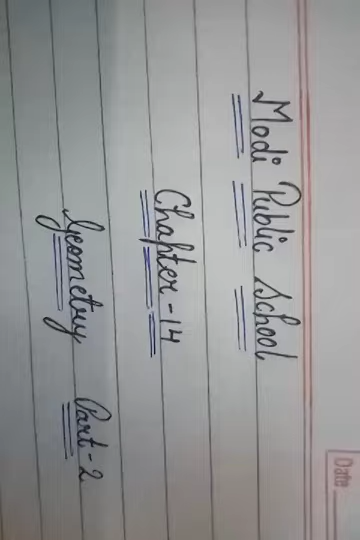 Date
Modi Public School
Chapter - 14
Geometry Part - 2